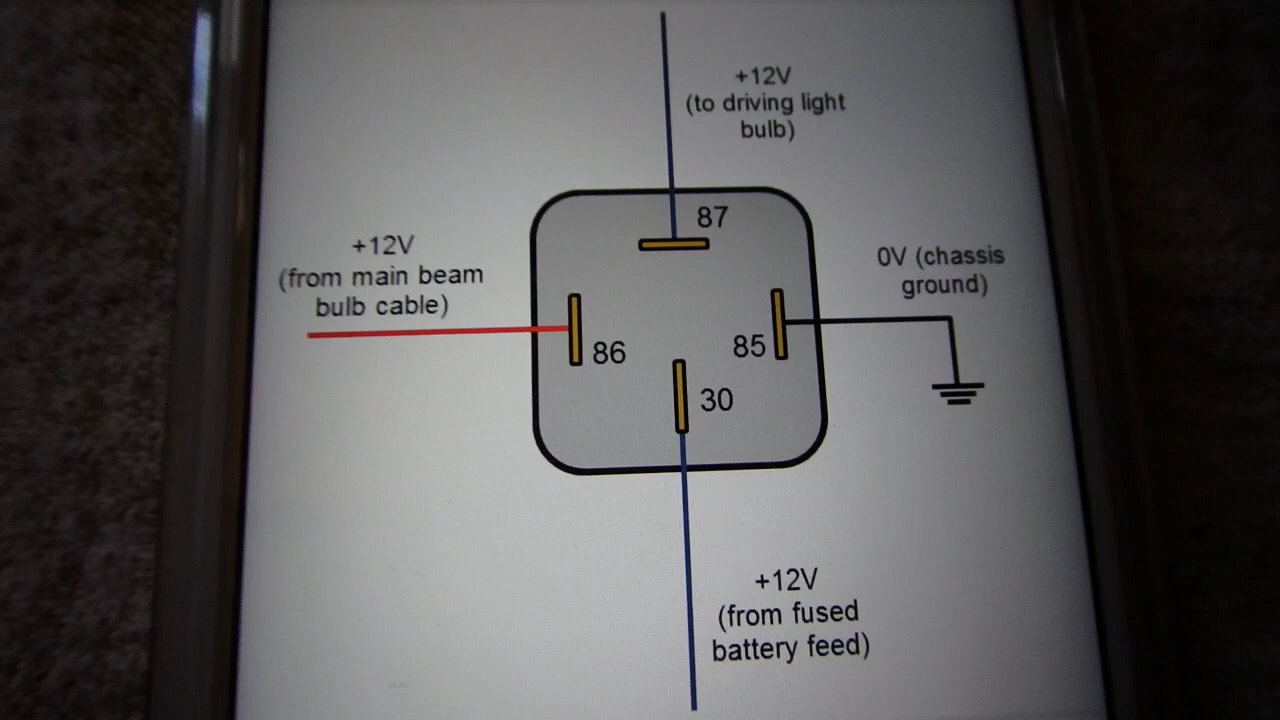 +12V
(to driving light
bulb)
87
+12V
(from main beam
bulb cable)
0V (chassis
ground)
86
85
30
+12V
(from fused
battery feed)